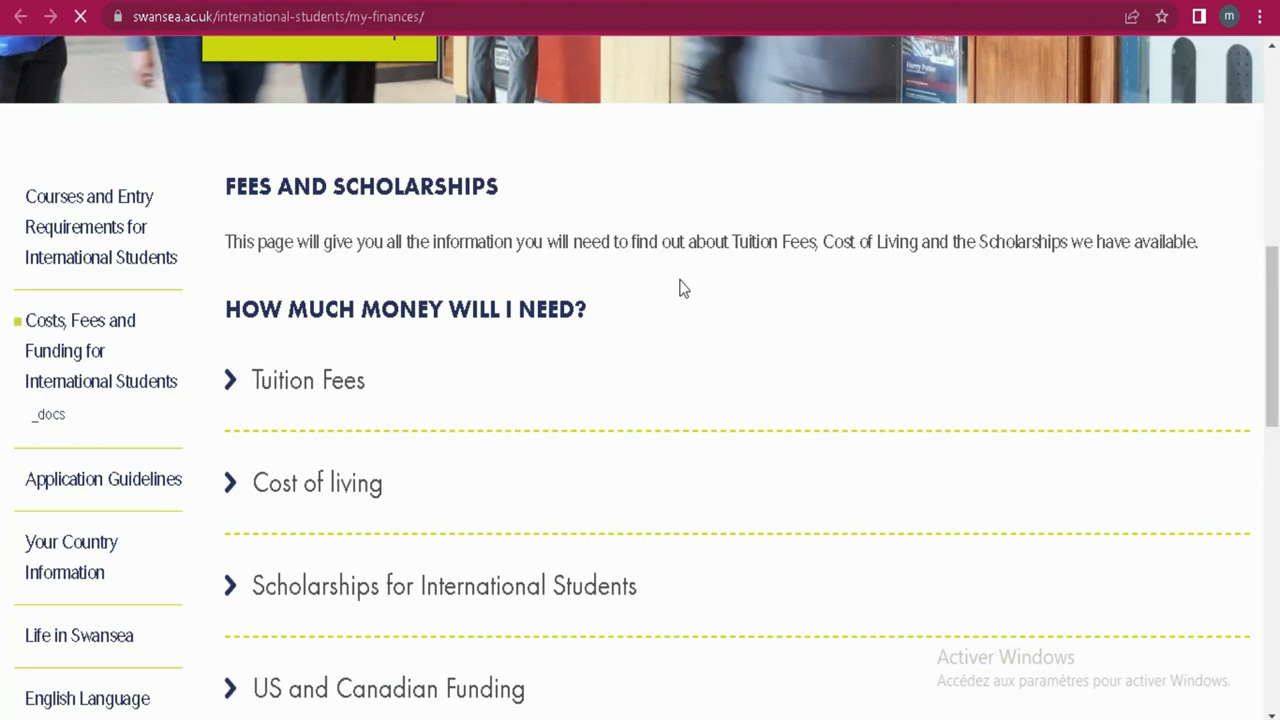 swansea.ac.uk/international-students/my-finances/
m
Harry Potter
FEES AND SCHOLARSHIPS
This page will give you all the information you will need to find out about Tuition Fees, Cost of Living and the Scholarships we have available.
HOW MUCH MONEY WILL I NEED?
Tuition Fees
Cost of living
Scholarships for International Students
US and Canadian Funding
Courses and Entry
Requirements for
International Students
Costs, Fees and
Funding for
International Students
_docs
Application Guidelines
Your Country
Information
Life in Swansea
English Language
Activer Windows
Accédez aux paramètres pour activer Windows.